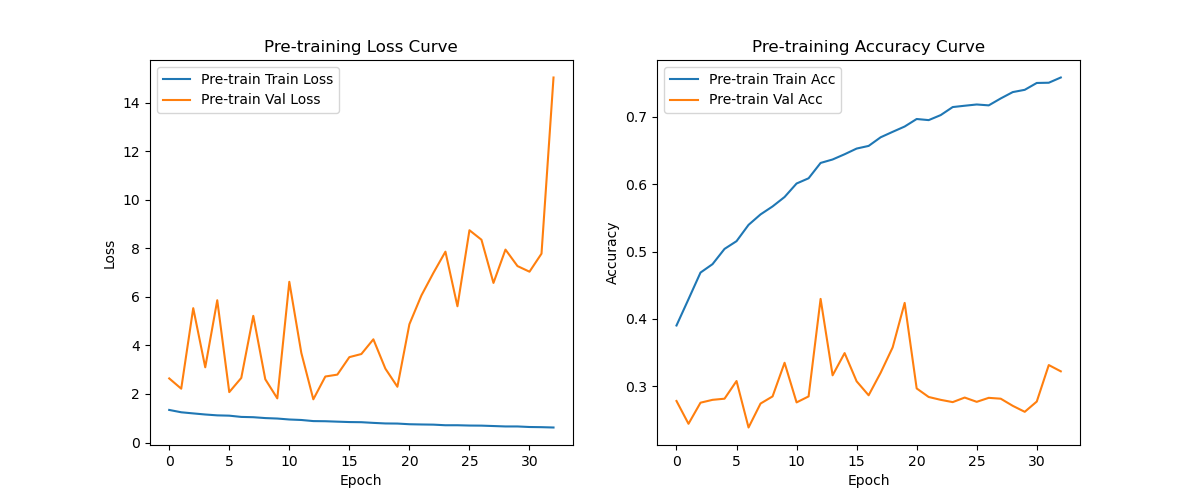 Pre-training Loss Curve
Pre-train Train Loss
Pre-train Val Loss
14
12
10
8
6
4
2
0
Loss
0 5 10 15 20 25 30
Epoch
Pre-training Accuracy Curve
Pre-train Train Acc
Pre-train Val Acc
0.7
0.6
0.5
0.4
0.3
Accuracy
0 5 10 15 20 25 30
Epoch